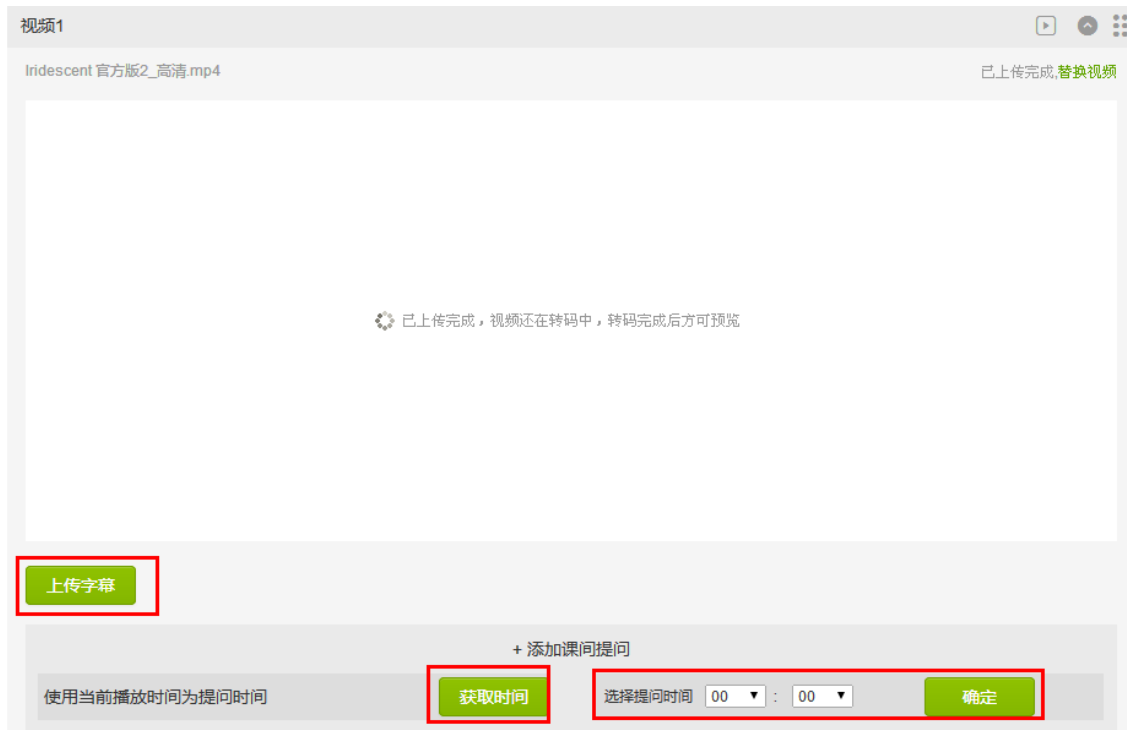 视频1
Iridescent 官方版2_高清.mp4 已上传完成,替换视频
已上传完成，视频还在转码中，转码完成后方可预览
上传字幕
+ 添加课间提问
使用当前播放时间为提问时间 获取时间 选择提问时间 00 : 00 确定